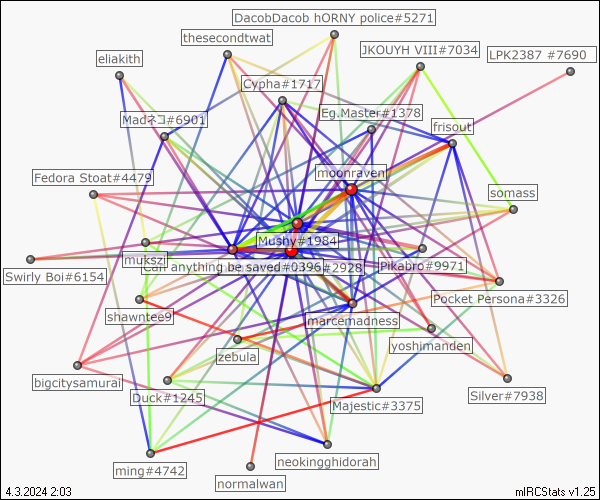 DacobDacob hORNY police#5271
thesecondtwat
JKOUYH VIII#7034
LPK2387 #7690
eliakith
Cypha#1717
Eg.Master#1378
Madネコ#6901
frisout
moonraven
Fedora Stoat#4479
somass
Mushy#1984
mukszi
Can anything be saved#0396
#2928
Pikabro#9971
Swirly Boi#6154
Pocket Persona#3326
shawntee9
marcemadness
yoshimanden
zebula
bigcitysamurai
Duck#1245
Majestic#3375
Silver#7938
neokingghidorah
ming#4742
normalwan
4.3.2024 2:03
mIRCStats v1.25